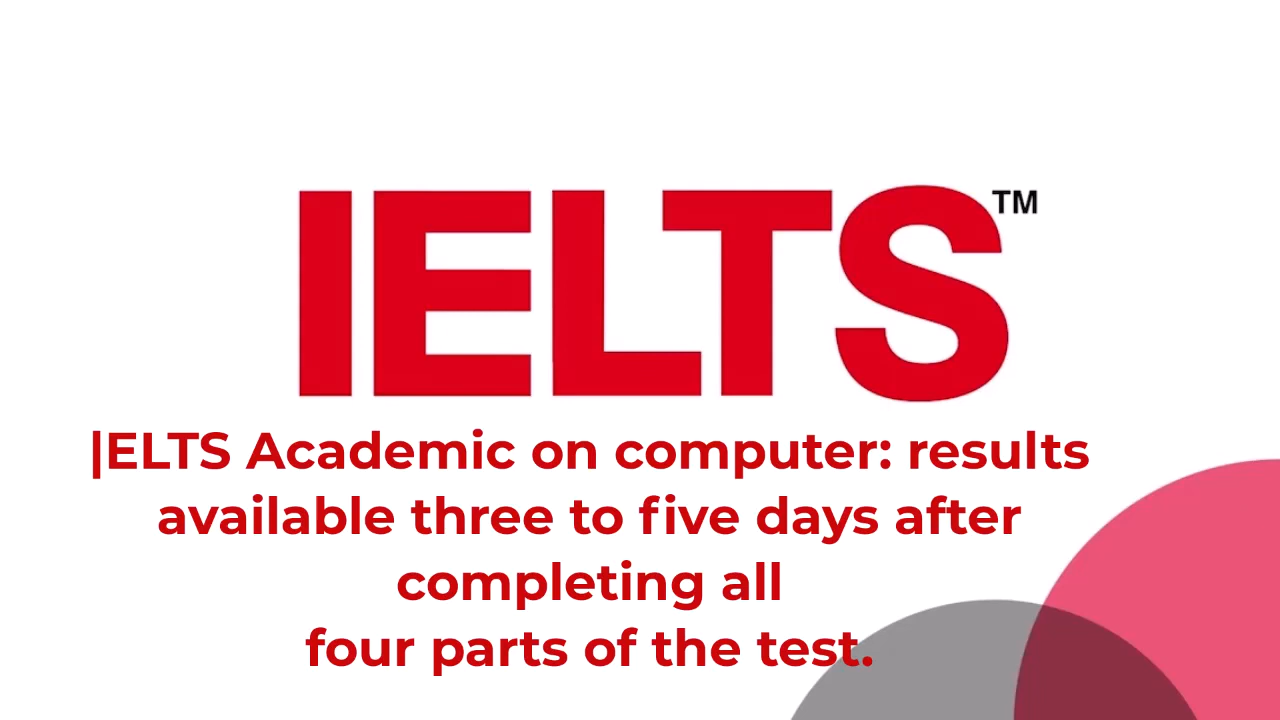 IELTS™
|ELTS Academic on computer: results
available three to five days after
completing all
four parts of the test.